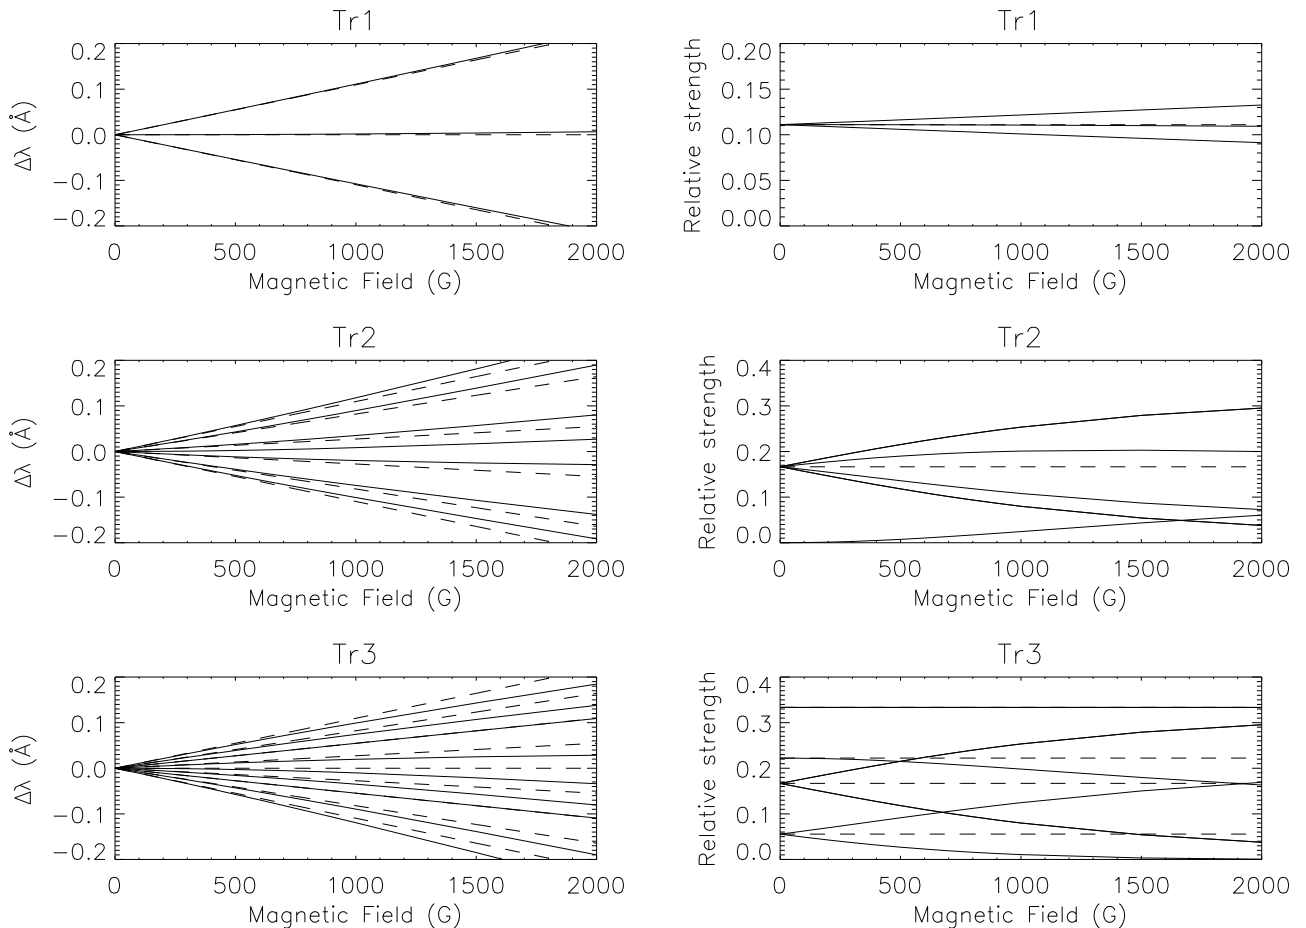 Tr1
Tr1
0.2
0.1
0.0
−0.1
−0.2
Δλ (Å)
0 500 1000 1500 2000
Magnetic Field (G)
0.20
0.15
0.10
0.05
0.00
Relative strength
0 500 1000 1500 2000
Magnetic Field (G)
Tr2
Tr2
0.2
0.1
0.0
−0.1
−0.2
Δλ (Å)
0 500 1000 1500 2000
Magnetic Field (G)
0.4
0.3
0.2
0.1
0.0
Relative strength
0 500 1000 1500 2000
Magnetic Field (G)
Tr3
Tr3
0.2
0.1
0.0
−0.1
−0.2
Δλ (Å)
0 500 1000 1500 2000
Magnetic Field (G)
0.4
0.3
0.2
0.1
0.0
Relative strength
0 500 1000 1500 2000
Magnetic Field (G)